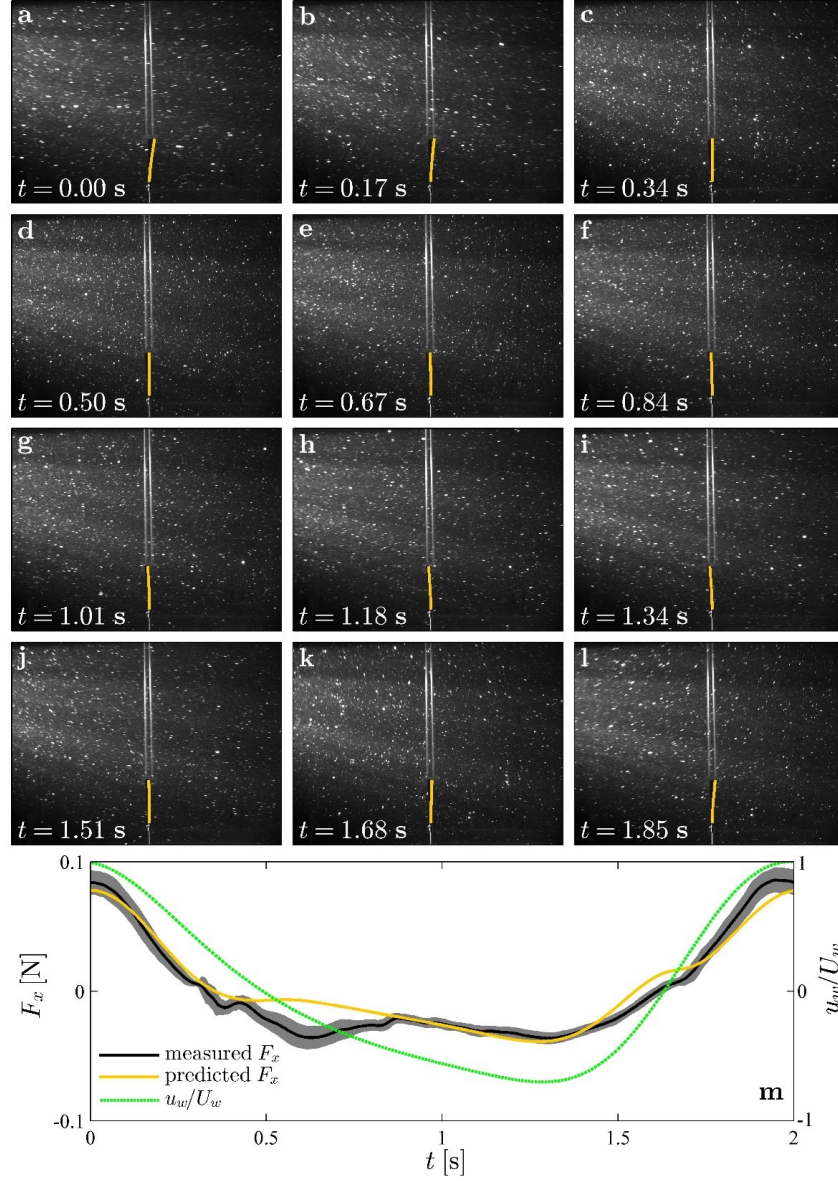 a b c
t = 0.00 s t = 0.17 s t = 0.34 s
d e f
t = 0.50 s t = 0.67 s t = 0.84 s
g h i
t = 1.01 s t = 1.18 s t = 1.34 s
j k l
t = 1.51 s t = 1.68 s t = 1.85 s
0.1 1
F_x [N] 0 0 u_w/U_w
measured F_x
predicted F_x
u_w/U_w m
-0.1 -1
0 0.5 1 1.5 2
t [s]